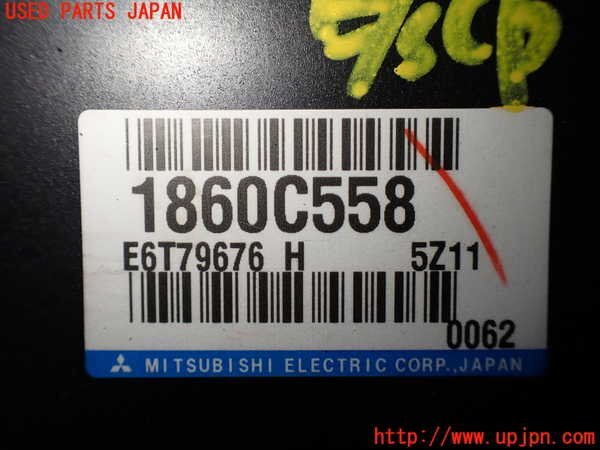 USED PARTS JAPAN
1860C558
E6T79676 H 5Z11
0062
MITSUBISHI ELECTRIC CORP., JAPAN
http://www.upjpn.com/